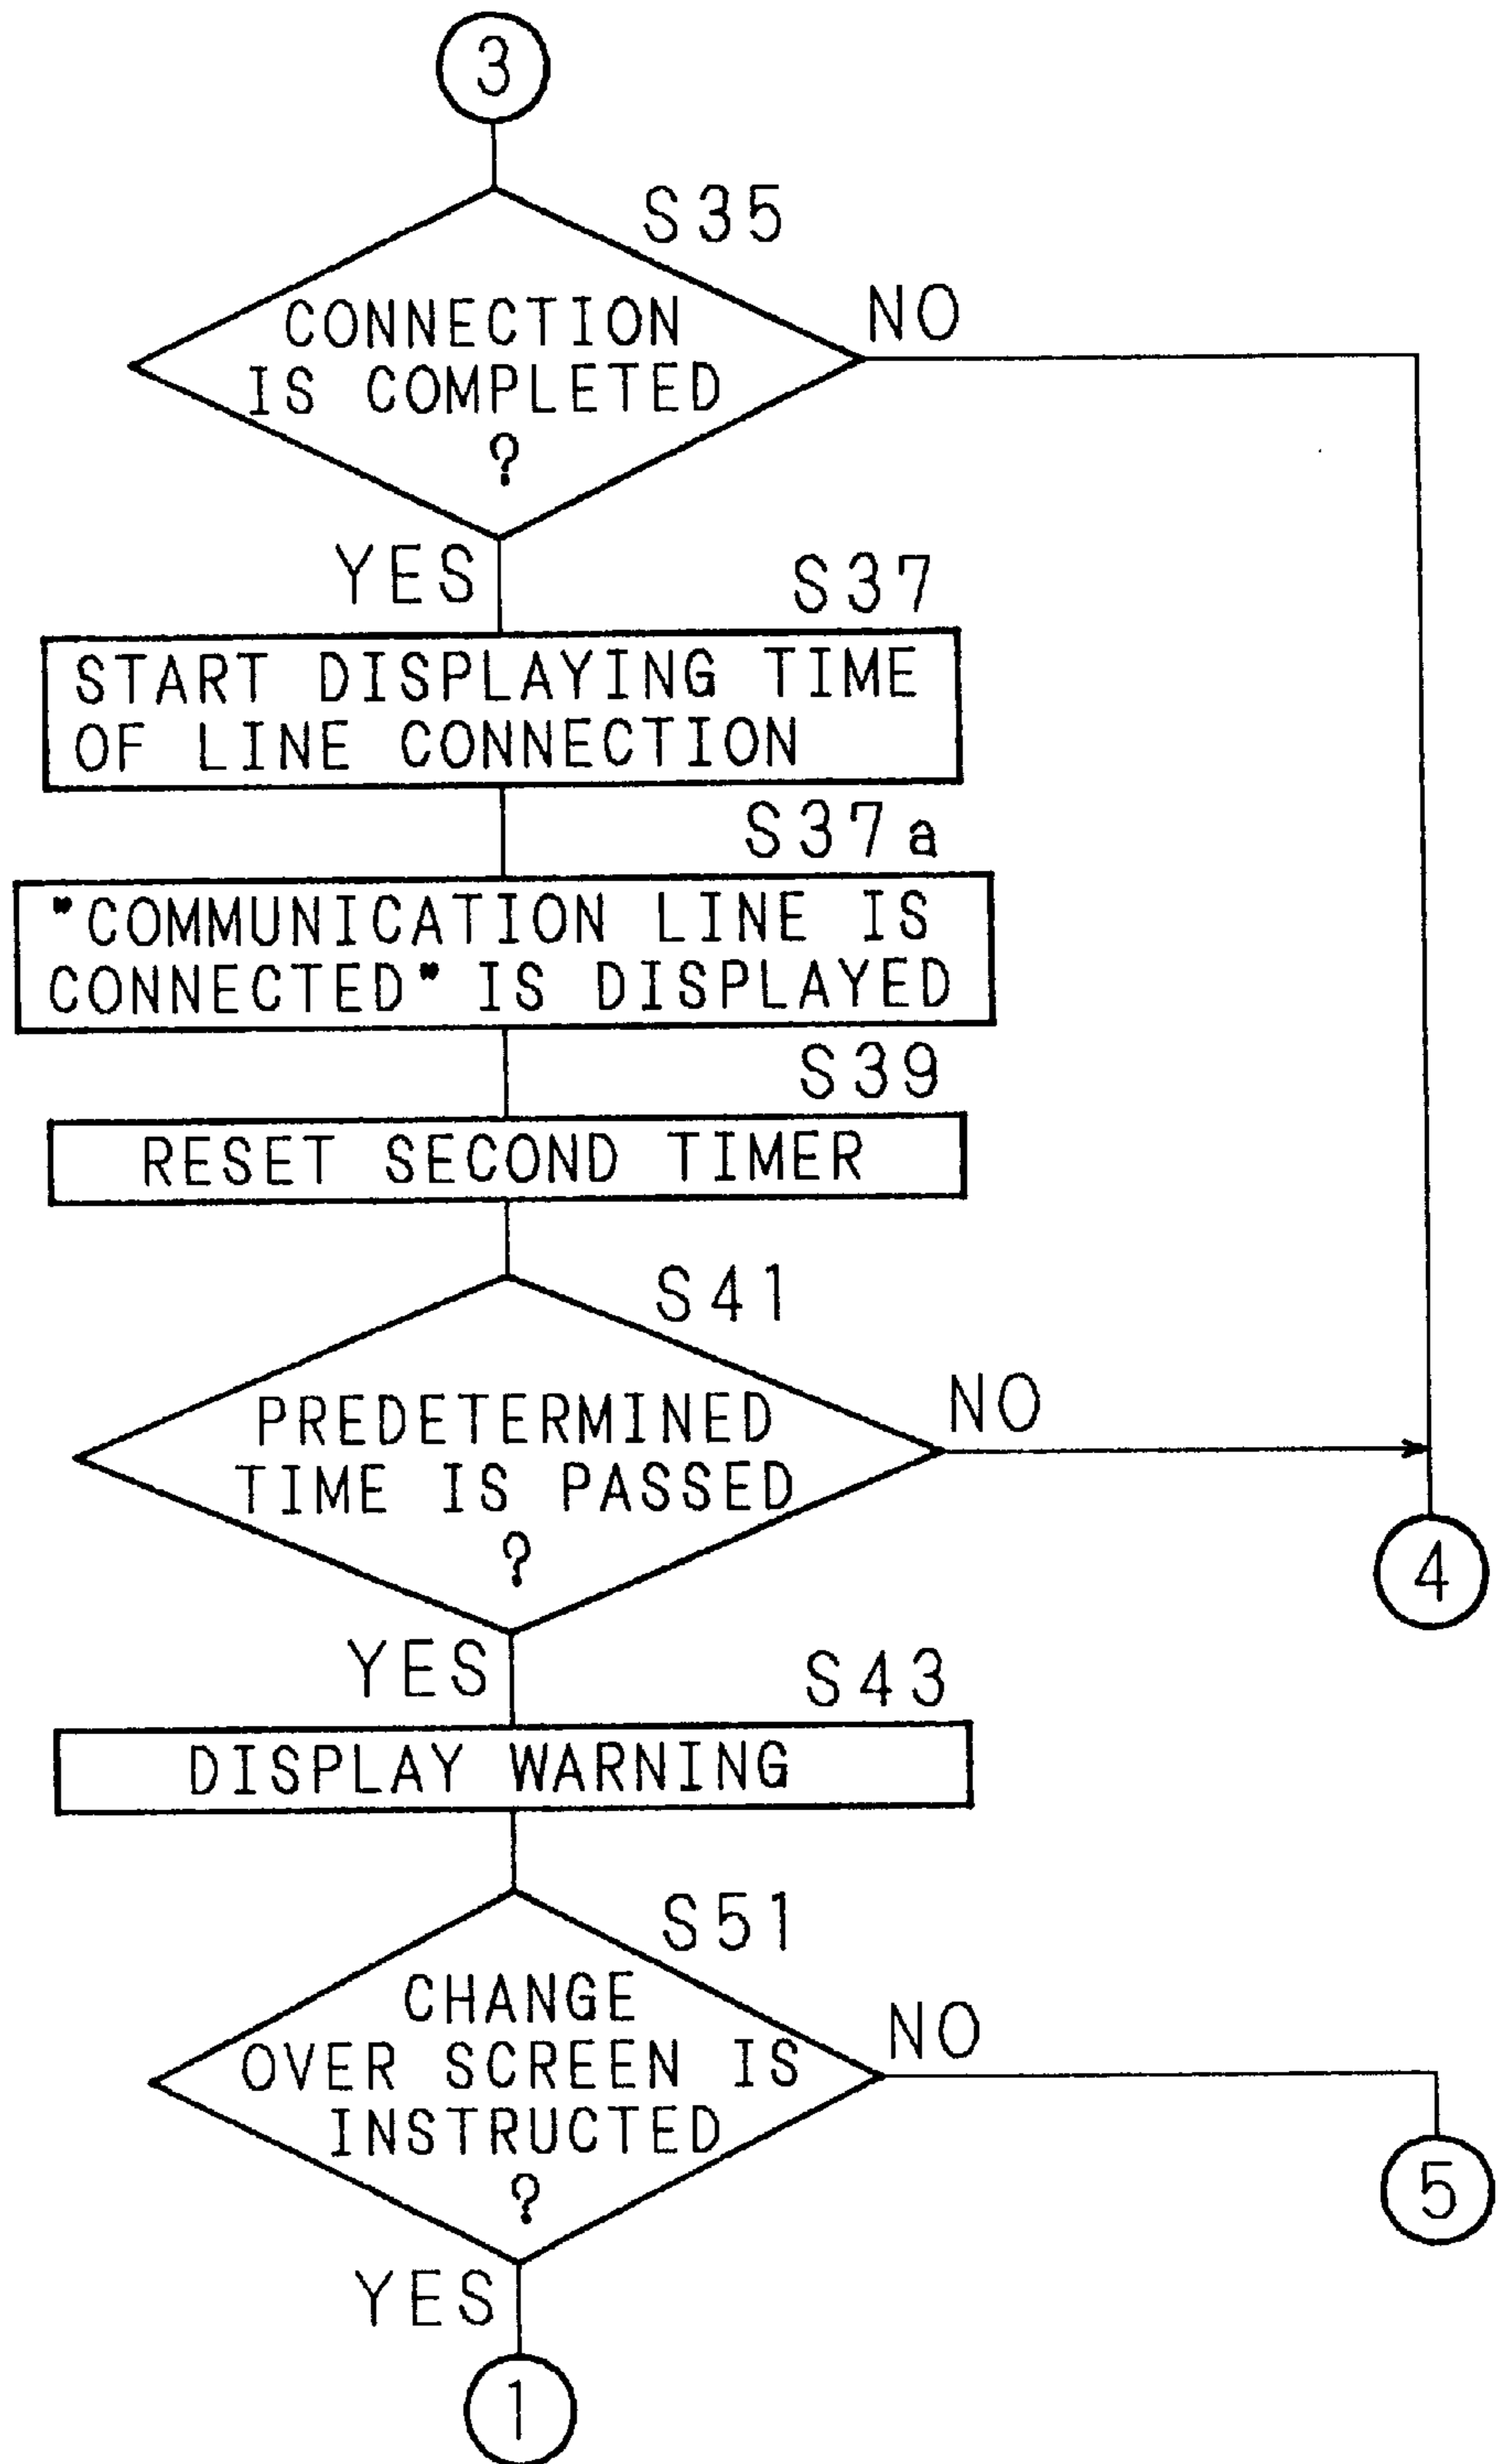 3
S35
CONNECTION
IS COMPLETED
?
NO
YES
S37
START DISPLAYING TIME
OF LINE CONNECTION
S37a
"COMMUNICATION LINE IS
CONNECTED" IS DISPLAYED
S39
RESET SECOND TIMER
S41
PREDETERMINED
TIME IS PASSED
?
NO
4
YES
S43
DISPLAY WARNING
S51
CHANGE
OVER SCREEN IS
INSTRUCTED
?
NO
5
YES
1